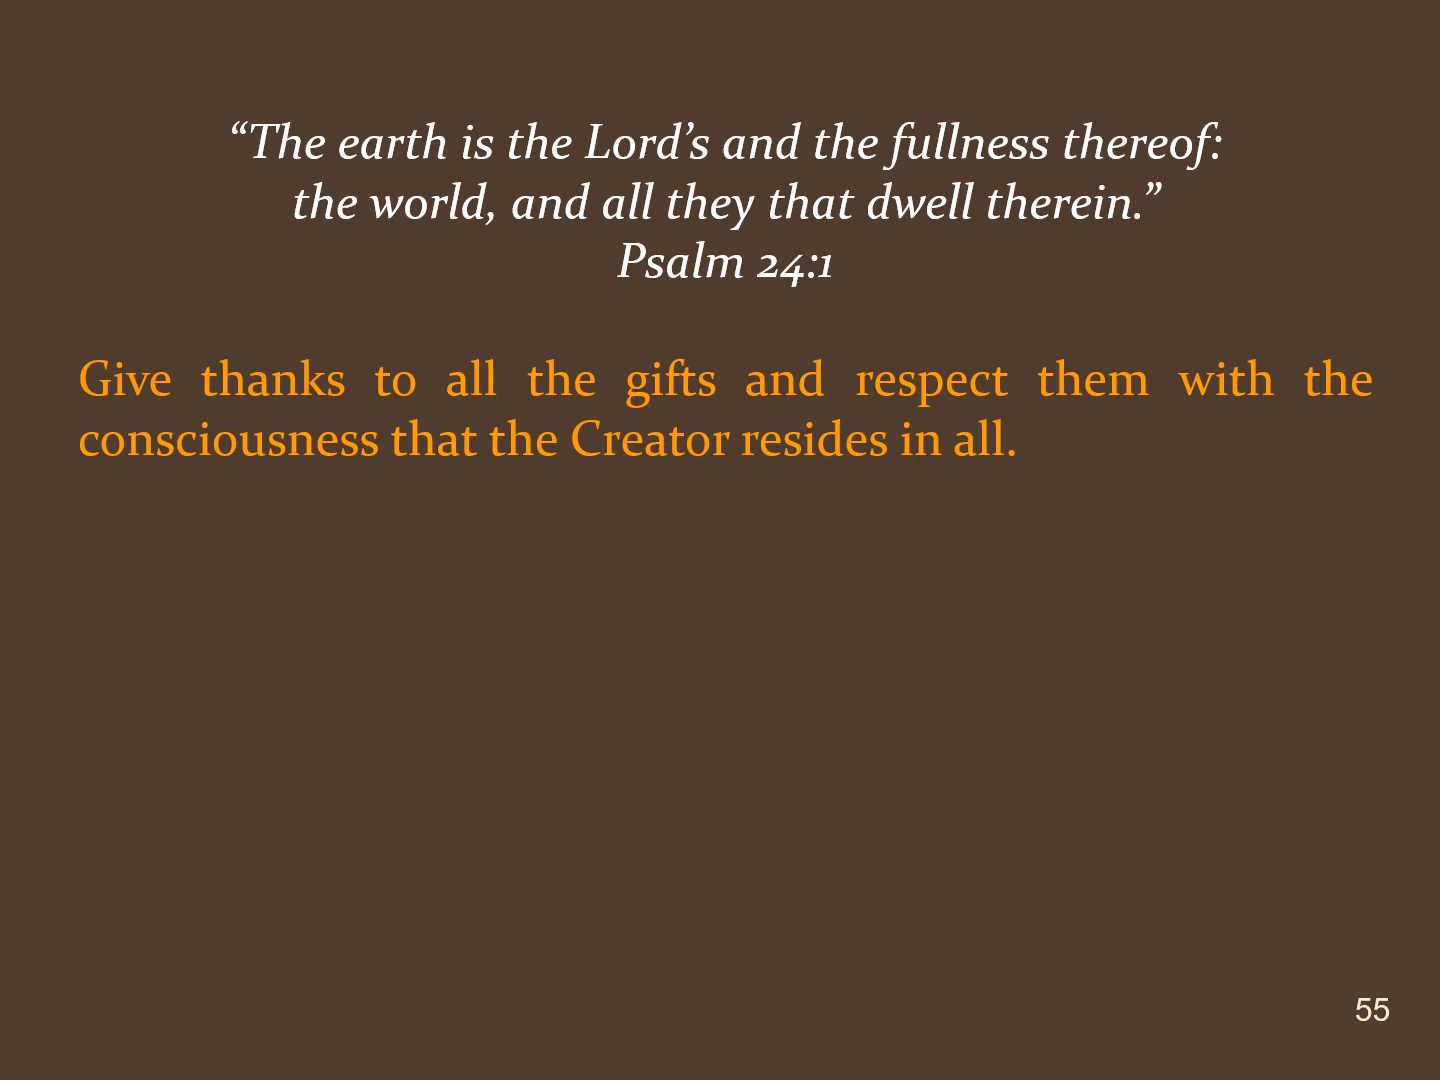 “The earth is the Lord’s and the fullness thereof:
the world, and all they that dwell therein.”
Psalm 24:1
Give thanks to all the gifts and respect them with the
consciousness that the Creator resides in all.
55